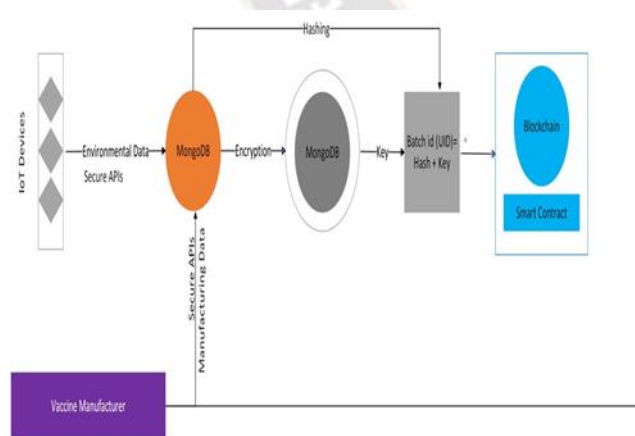 Hashing
IoT Devices
Environmental Data
Secure APIs
MongoDB
Encryption
MongoDB
Key
Batch id (UID)=
Hash + Key
Blockchain
Smart Contract
Secure APIs
Manufacturing Data
Vaccine Manufacturer